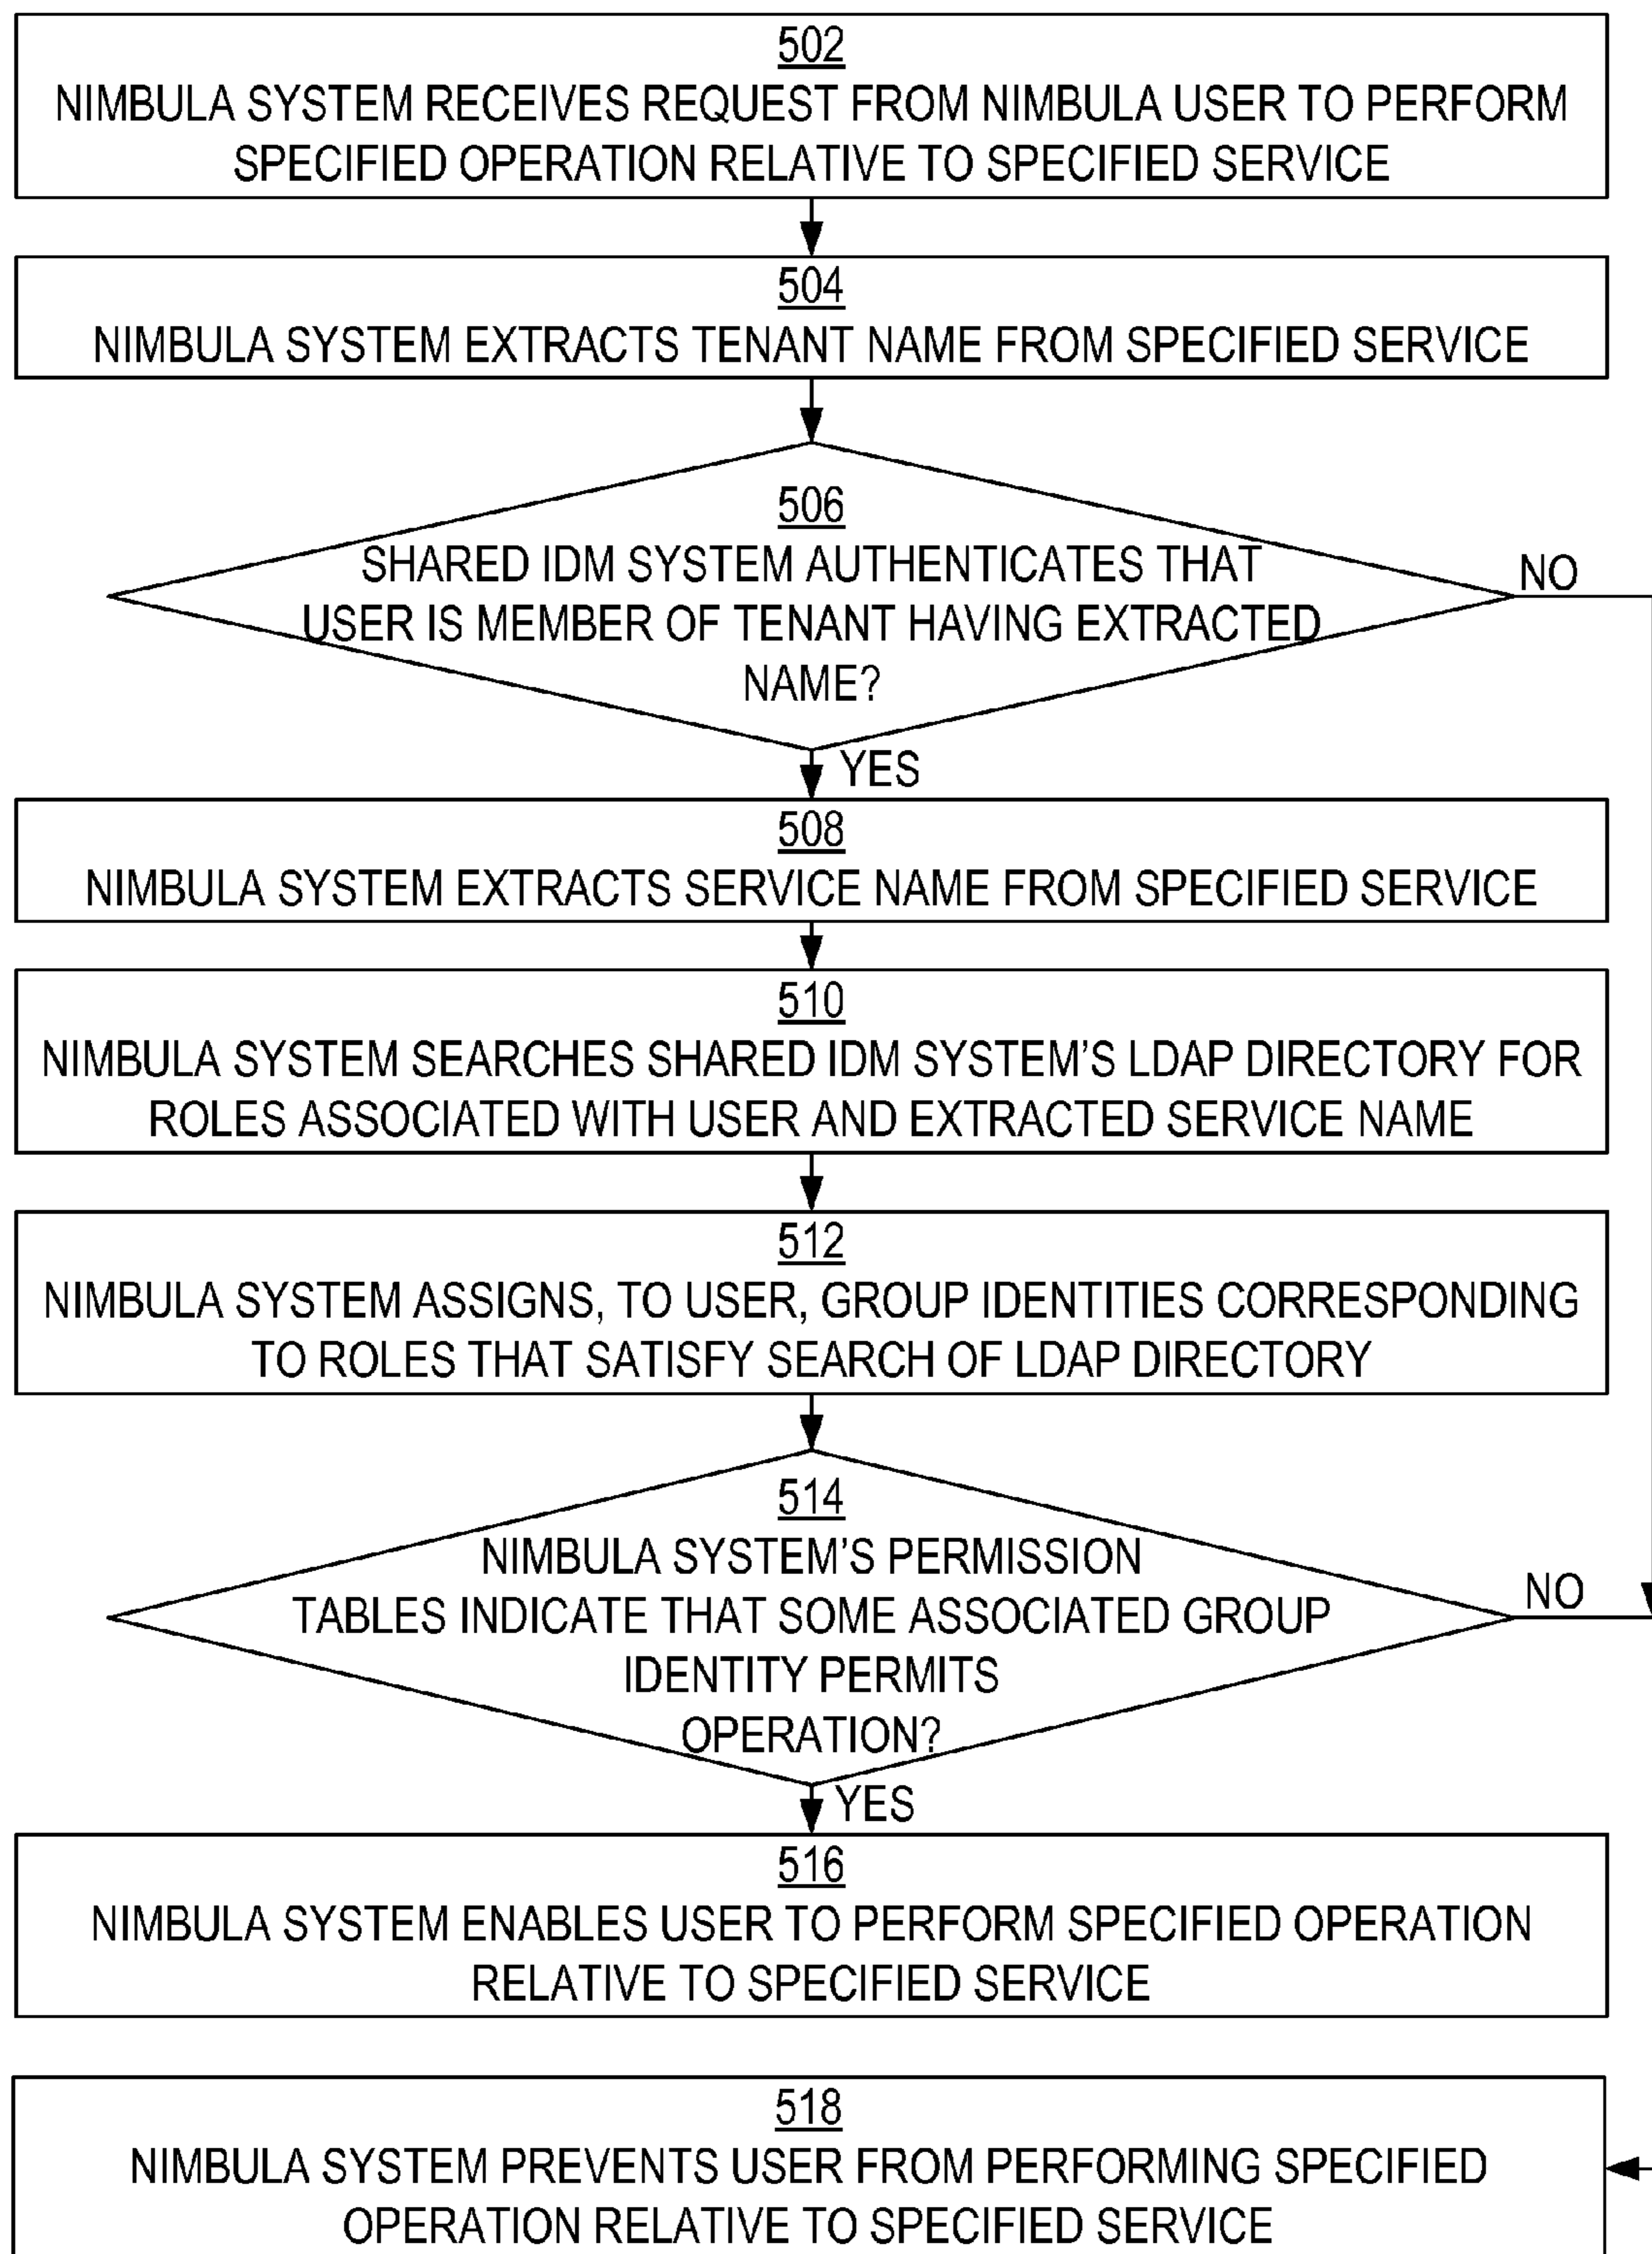 502
NIMBULA SYSTEM RECEIVES REQUEST FROM NIMBULA USER TO PERFORM
SPECIFIED OPERATION RELATIVE TO SPECIFIED SERVICE
504
NIMBULA SYSTEM EXTRACTS TENANT NAME FROM SPECIFIED SERVICE
506
SHARED IDM SYSTEM AUTHENTICATES THAT
USER IS MEMBER OF TENANT HAVING EXTRACTED
NAME?
NO
YES
508
NIMBULA SYSTEM EXTRACTS SERVICE NAME FROM SPECIFIED SERVICE
510
NIMBULA SYSTEM SEARCHES SHARED IDM SYSTEM'S LDAP DIRECTORY FOR
ROLES ASSOCIATED WITH USER AND EXTRACTED SERVICE NAME
512
NIMBULA SYSTEM ASSIGNS, TO USER, GROUP IDENTITIES CORRESPONDING
TO ROLES THAT SATISFY SEARCH OF LDAP DIRECTORY
514
NIMBULA SYSTEM'S PERMISSION
TABLES INDICATE THAT SOME ASSOCIATED GROUP
IDENTITY PERMITS
OPERATION?
NO
YES
516
NIMBULA SYSTEM ENABLES USER TO PERFORM SPECIFIED OPERATION
RELATIVE TO SPECIFIED SERVICE
518
NIMBULA SYSTEM PREVENTS USER FROM PERFORMING SPECIFIED
OPERATION RELATIVE TO SPECIFIED SERVICE